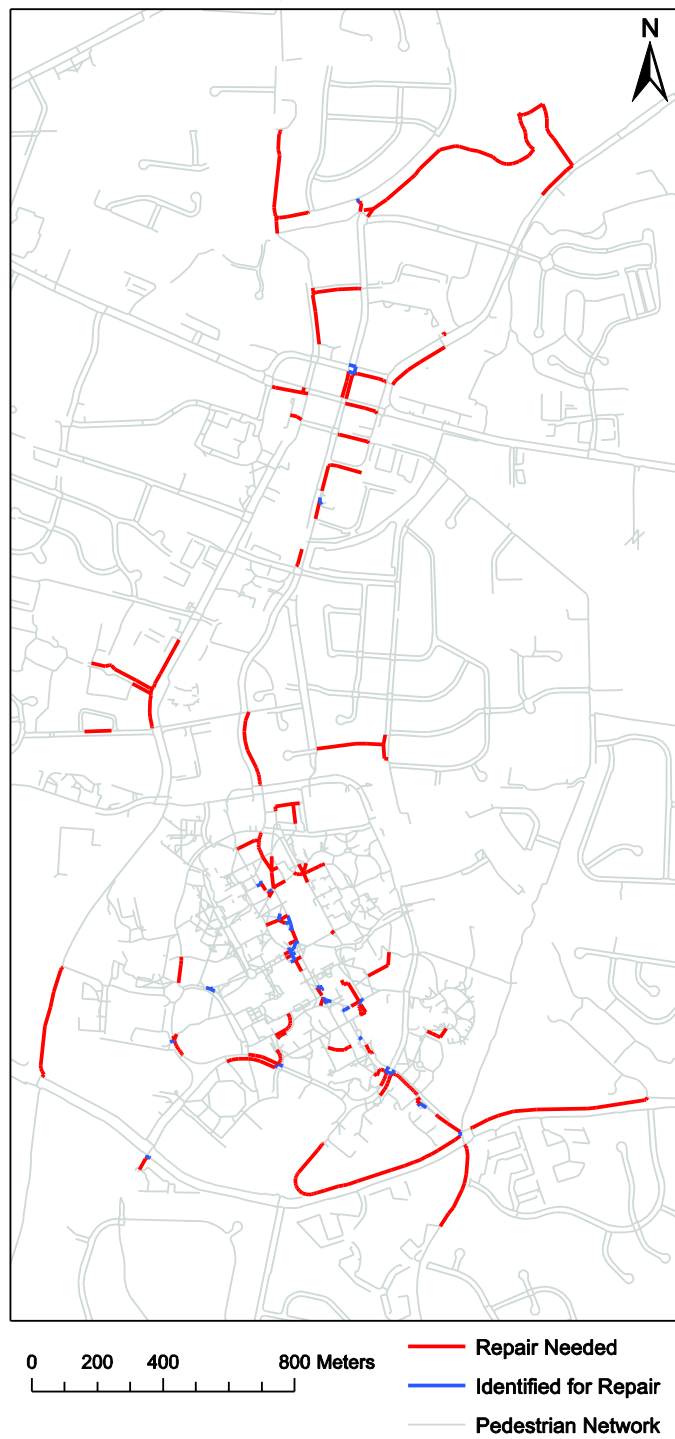 N
0 200 400 800 Meters
Repair Needed
Identified for Repair
Pedestrian Network